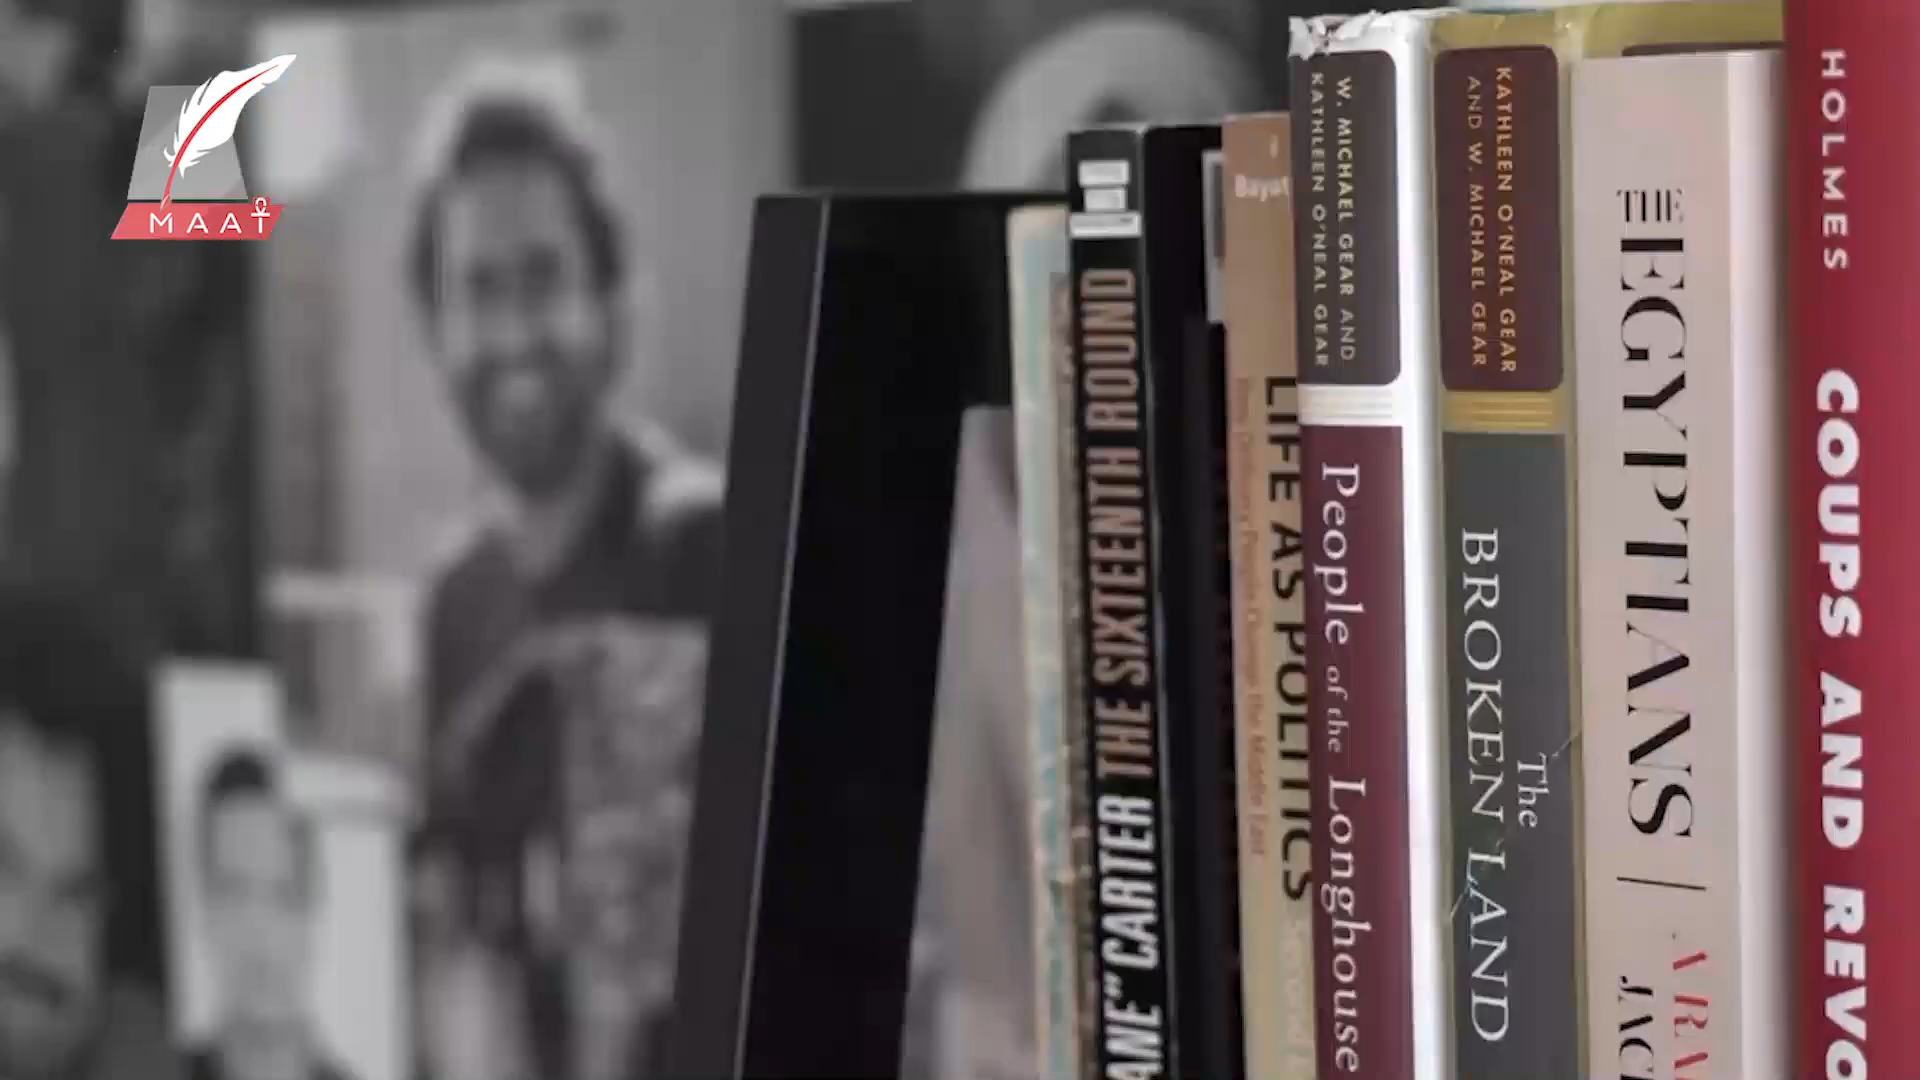 MAAT
"ANE" CARTER THE SIXTEENTH ROUND
Bayat
LIFE AS POLITICS
W. MICHAEL GEAR AND
KATHLEEN O'NEAL GEAR
People of the Longhouse
KATHLEEN O'NEAL GEAR
AND W. MICHAEL GEAR
The
BROKEN LAND
THE EGYPTIANS
JAC
HOLMES
COUPS AND REVO